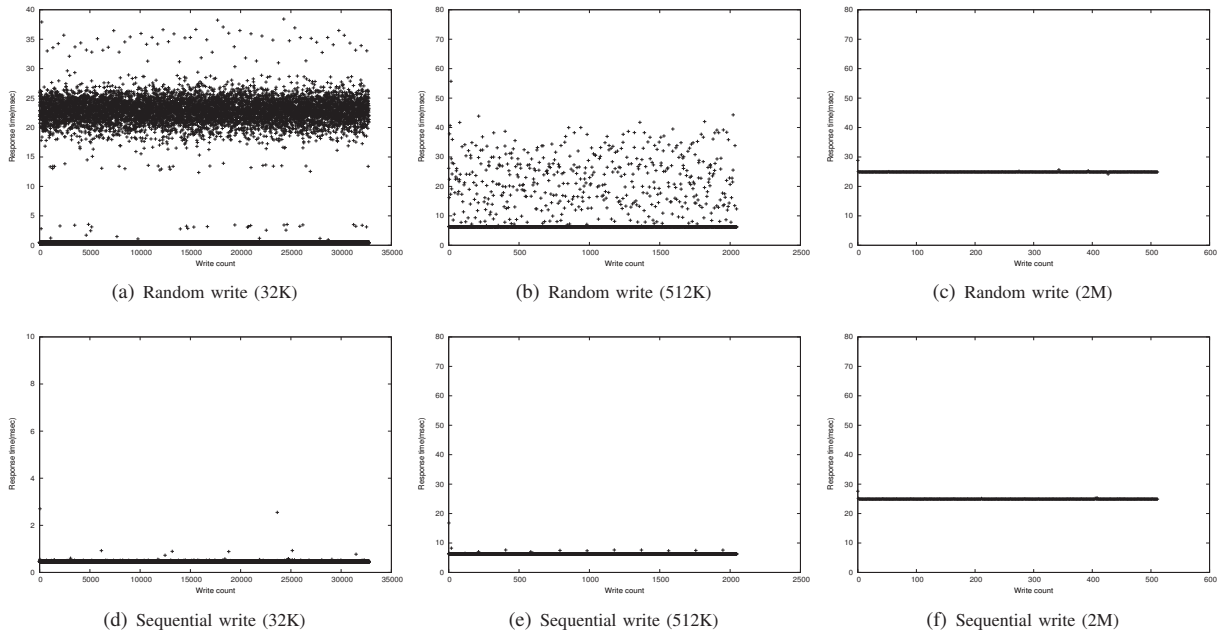 40
35
30
25
20
15
10
5
0
0 5000 10000 15000 20000 25000 30000 35000
Response time(msec)
Write count
(a) Random write (32K)
80
70
60
50
40
30
20
10
0
0 500 1000 1500 2000 2500
Response time(msec)
Write count
(b) Random write (512K)
80
70
60
50
40
30
20
10
0
0 100 200 300 400 500 600
Response time(msec)
Write count
(c) Random write (2M)
10
8
6
4
2
0
0 5000 10000 15000 20000 25000 30000 35000
Response time(msec)
Write count
(d) Sequential write (32K)
80
70
60
50
40
30
20
10
0
0 500 1000 1500 2000 2500
Response time(msec)
Write count
(e) Sequential write (512K)
80
70
60
50
40
30
20
10
0
0 100 200 300 400 500 600
Response time(msec)
Write count
(f) Sequential write (2M)